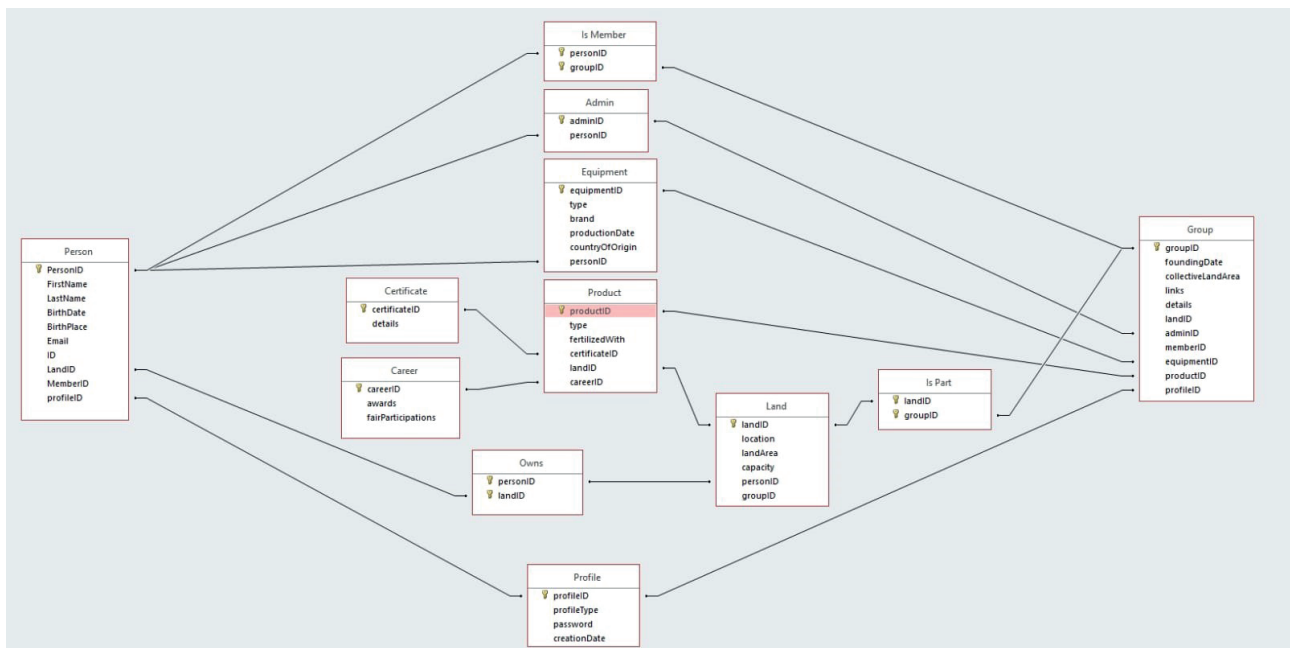 Is Member
personID
groupID
Admin
adminID
personID
Equipment
equipmentID
type
brand
productionDate
countryOfOrigin
personID
Person
PersonID
FirstName
LastName
BirthDate
BirthPlace
Email
ID
LandID
MemberID
profileID
Certificate
certificateID
details
Product
productID
type
fertilizedWith
certificateID
landID
careerID
Career
careerID
awards
fairParticipations
Group
groupID
foundingDate
collectiveLandArea
links
details
landID
adminID
memberID
equipmentID
productID
profileID
Is Part
landID
groupID
Land
landID
location
landArea
capacity
personID
groupID
Owns
personID
landID
Profile
profileID
profileType
password
creationDate